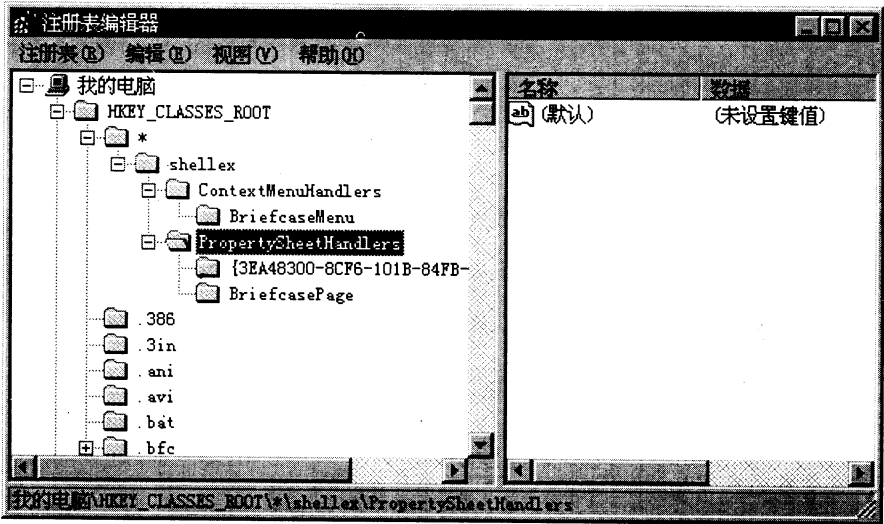 注册表编辑器
注册表(R) 编辑(E) 视图(V) 帮助(H)
我的电脑
HKEY_CLASSES_ROOT
*
shellex
ContextMenuHandlers
BriefcaseMenu
PropertySheetHandlers
{3EA48300-8CF6-101B-84FB-
BriefcasePage
.386
.3in
.ani
.avi
.bat
.bfc
名称 数据
ab (默认) (未设置键值)
我的电脑\HKEY_CLASSES_ROOT\*\shellex\PropertySheetHandlers